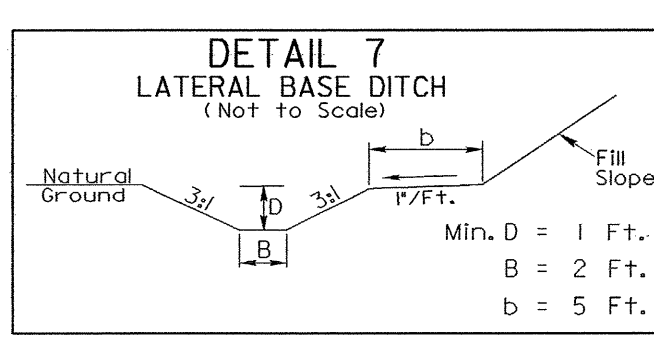 DETAIL 7
LATERAL BASE DITCH
(Not to Scale)
b
Natural
Ground
3:1
D
3:1
1"/Ft.
Fill
Slope
B
Min. D = 1 Ft.
B = 2 Ft.
b = 5 Ft.